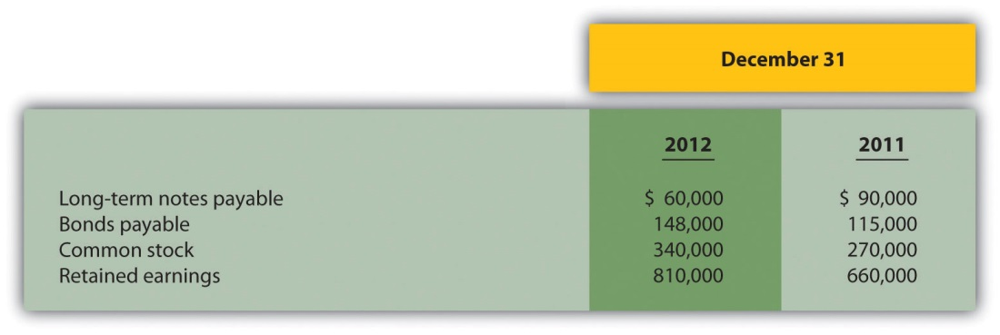 December 31
2012 2011
Long-term notes payable $ 60,000 $ 90,000
Bonds payable 148,000 115,000
Common stock 340,000 270,000
Retained earnings 810,000 660,000